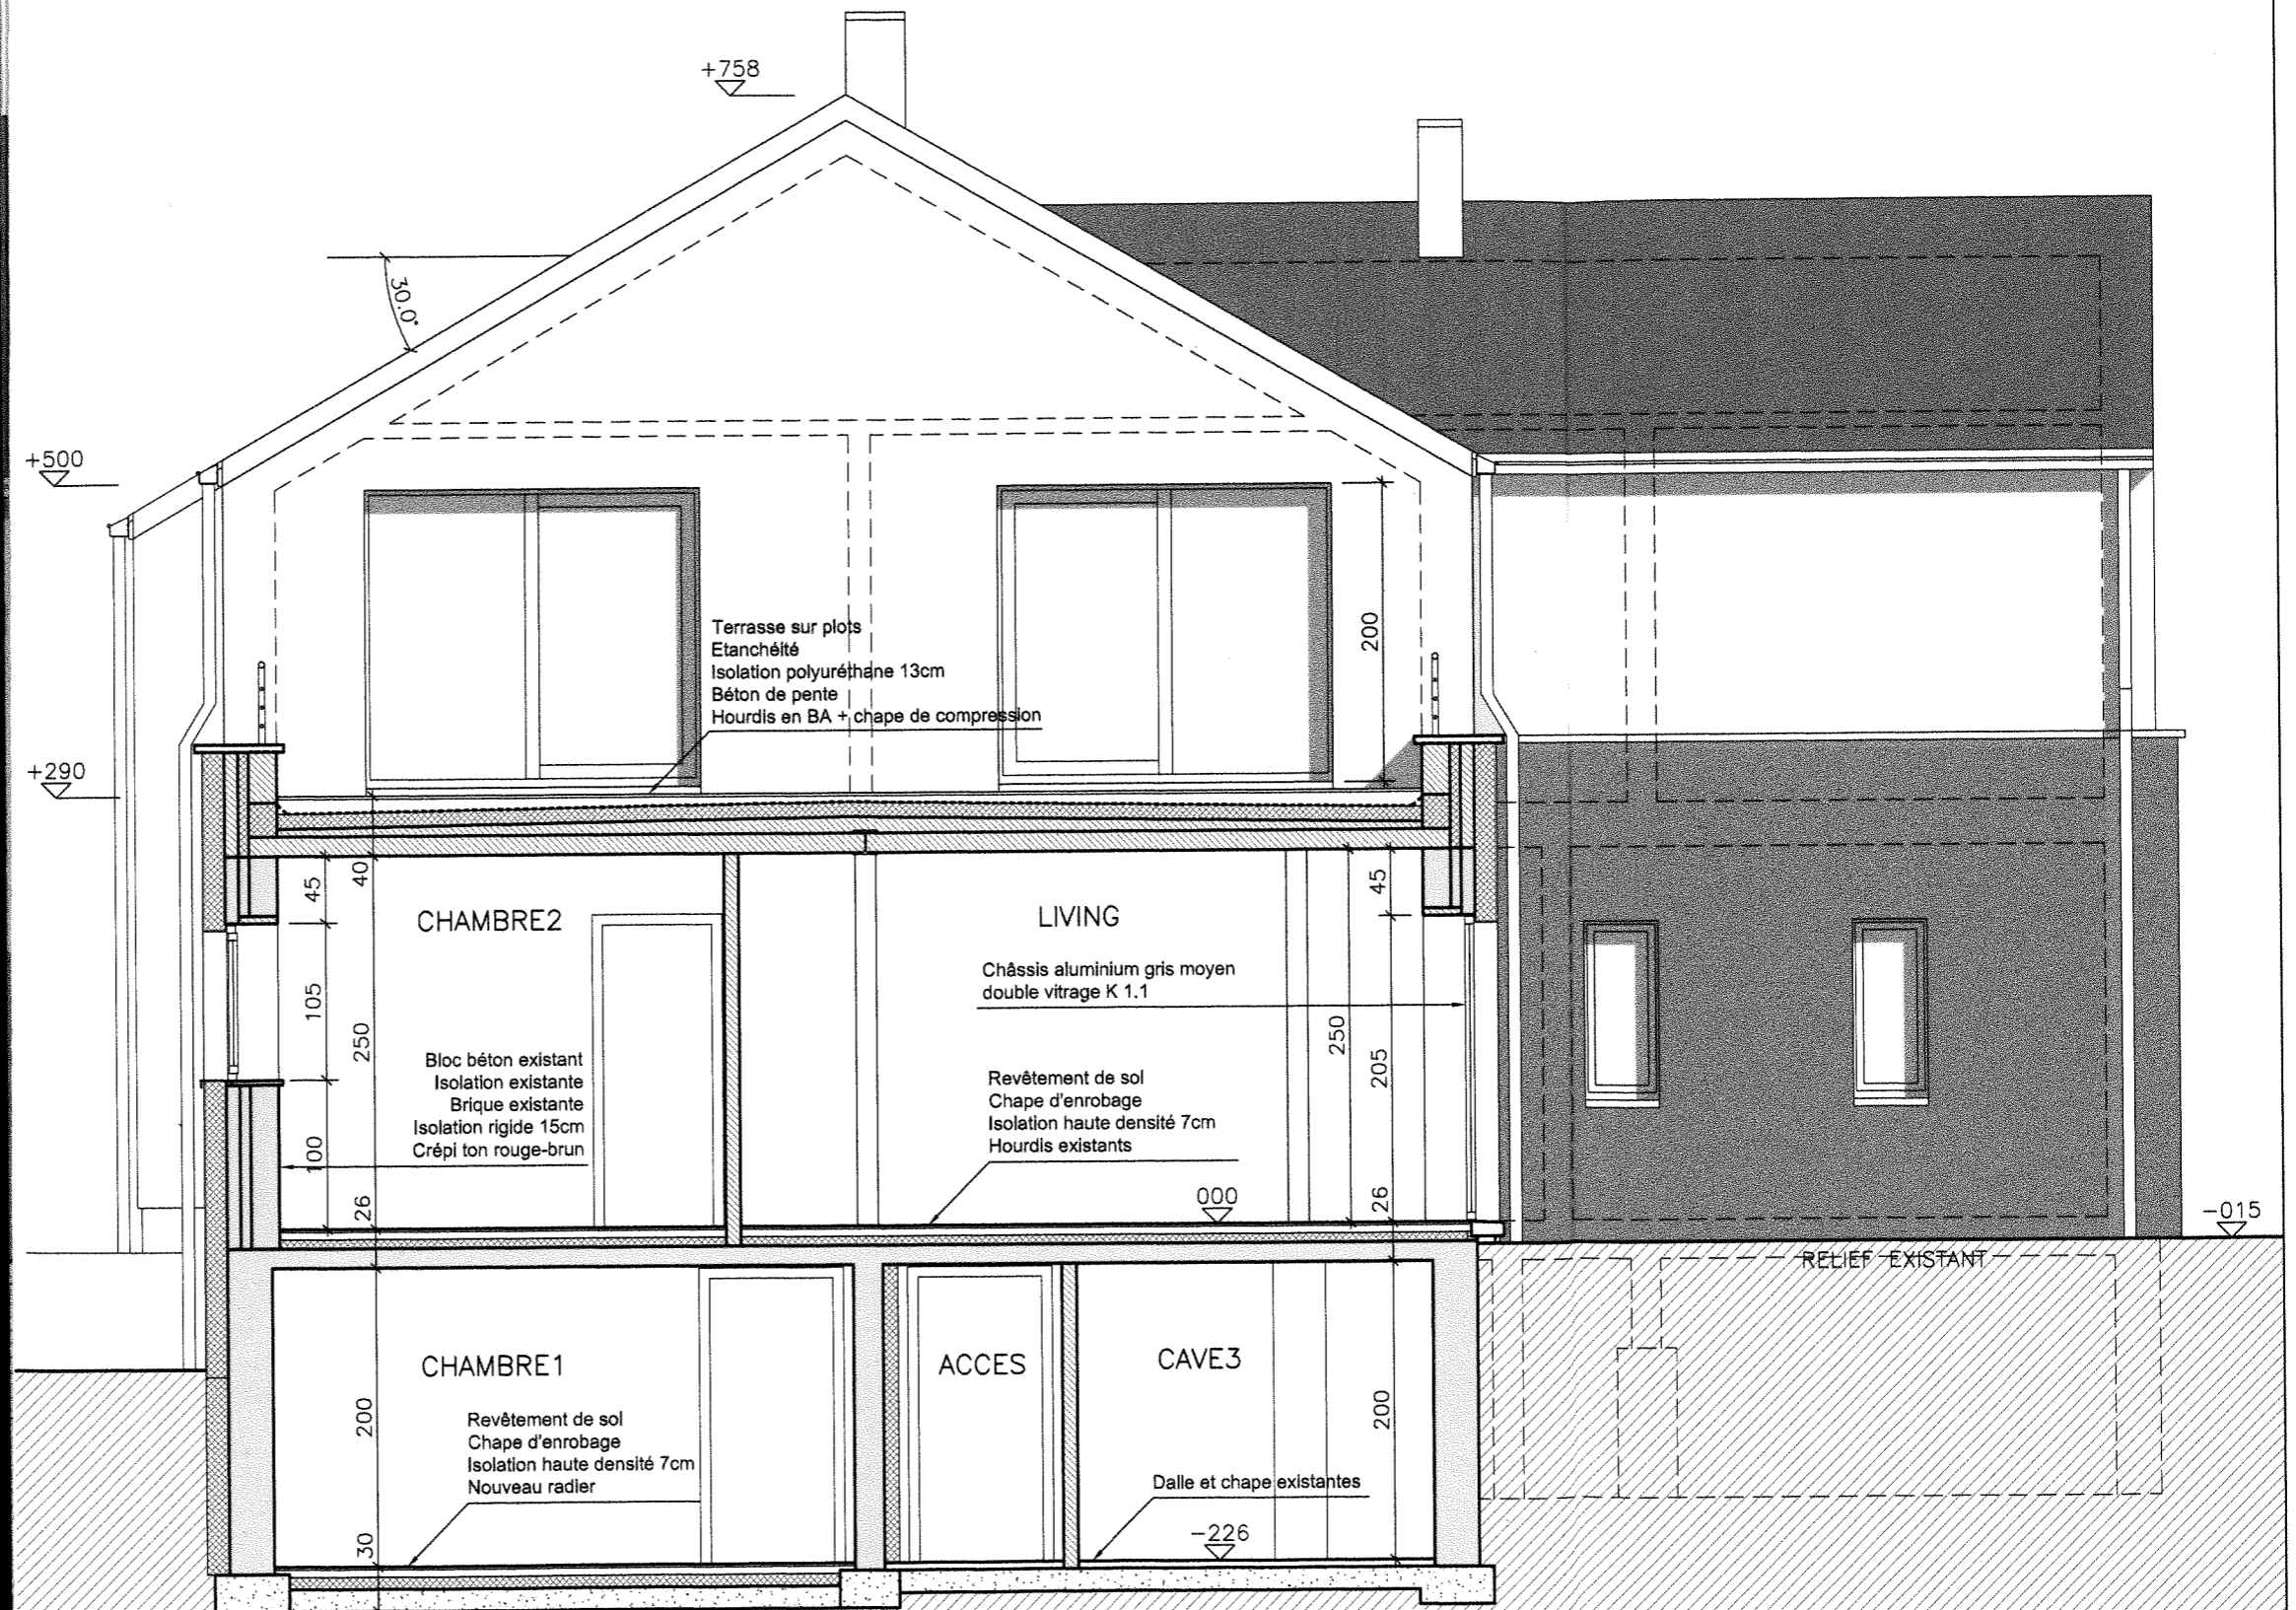 +758
30.0°
+500
200
Terrasse sur plots
Etanchéité
Isolation polyuréthane 13cm
Béton de pente
Hourdis en BA + chape de compression
+290
45
40
CHAMBRE2
LIVING
45
Châssis aluminium gris moyen
double vitrage K 1.1
105
250
250
205
Bloc béton existant
Isolation existante
Brique existante
Isolation rigide 15cm
Crépi ton rouge-brun
Revêtement de sol
Chape d'enrobage
Isolation haute densité 7cm
Hourdis existants
100
26
000
26
-015
RELIEF EXISTANT
CHAMBRE1
ACCES
CAVE3
200
200
Revêtement de sol
Chape d'enrobage
Isolation haute densité 7cm
Nouveau radier
Dalle et chape existantes
-226
30